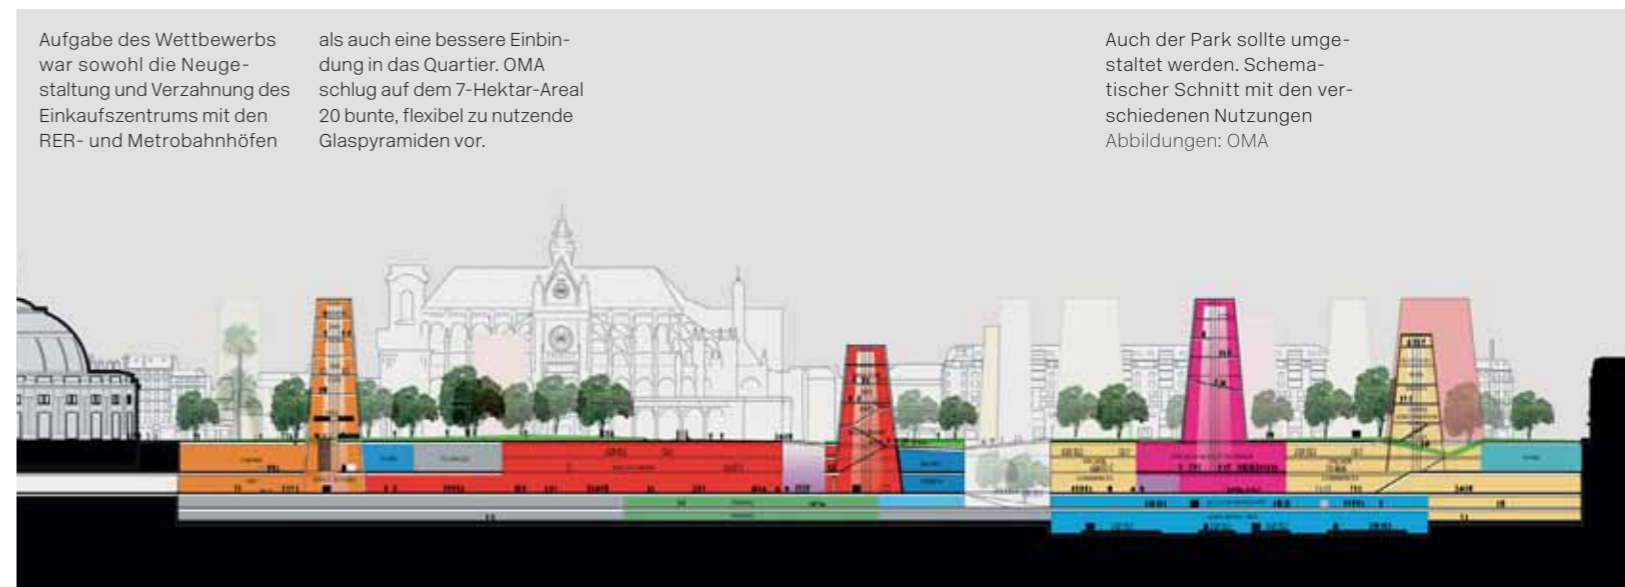 Aufgabe des Wettbewerbs
war sowohl die Neuge-
staltung und Verzahnung des
Einkaufszentrums mit den
RER- und Metrobahnhöfen
als auch eine bessere Einbin-
dung in das Quartier. OMA
schlug auf dem 7-Hektar-Areal
20 bunte, flexibel zu nutzende
Glaspyramiden vor.
Auch der Park sollte umge-
staltet werden. Schema-
tischer Schnitt mit den ver-
schiedenen Nutzungen
Abbildungen: OMA